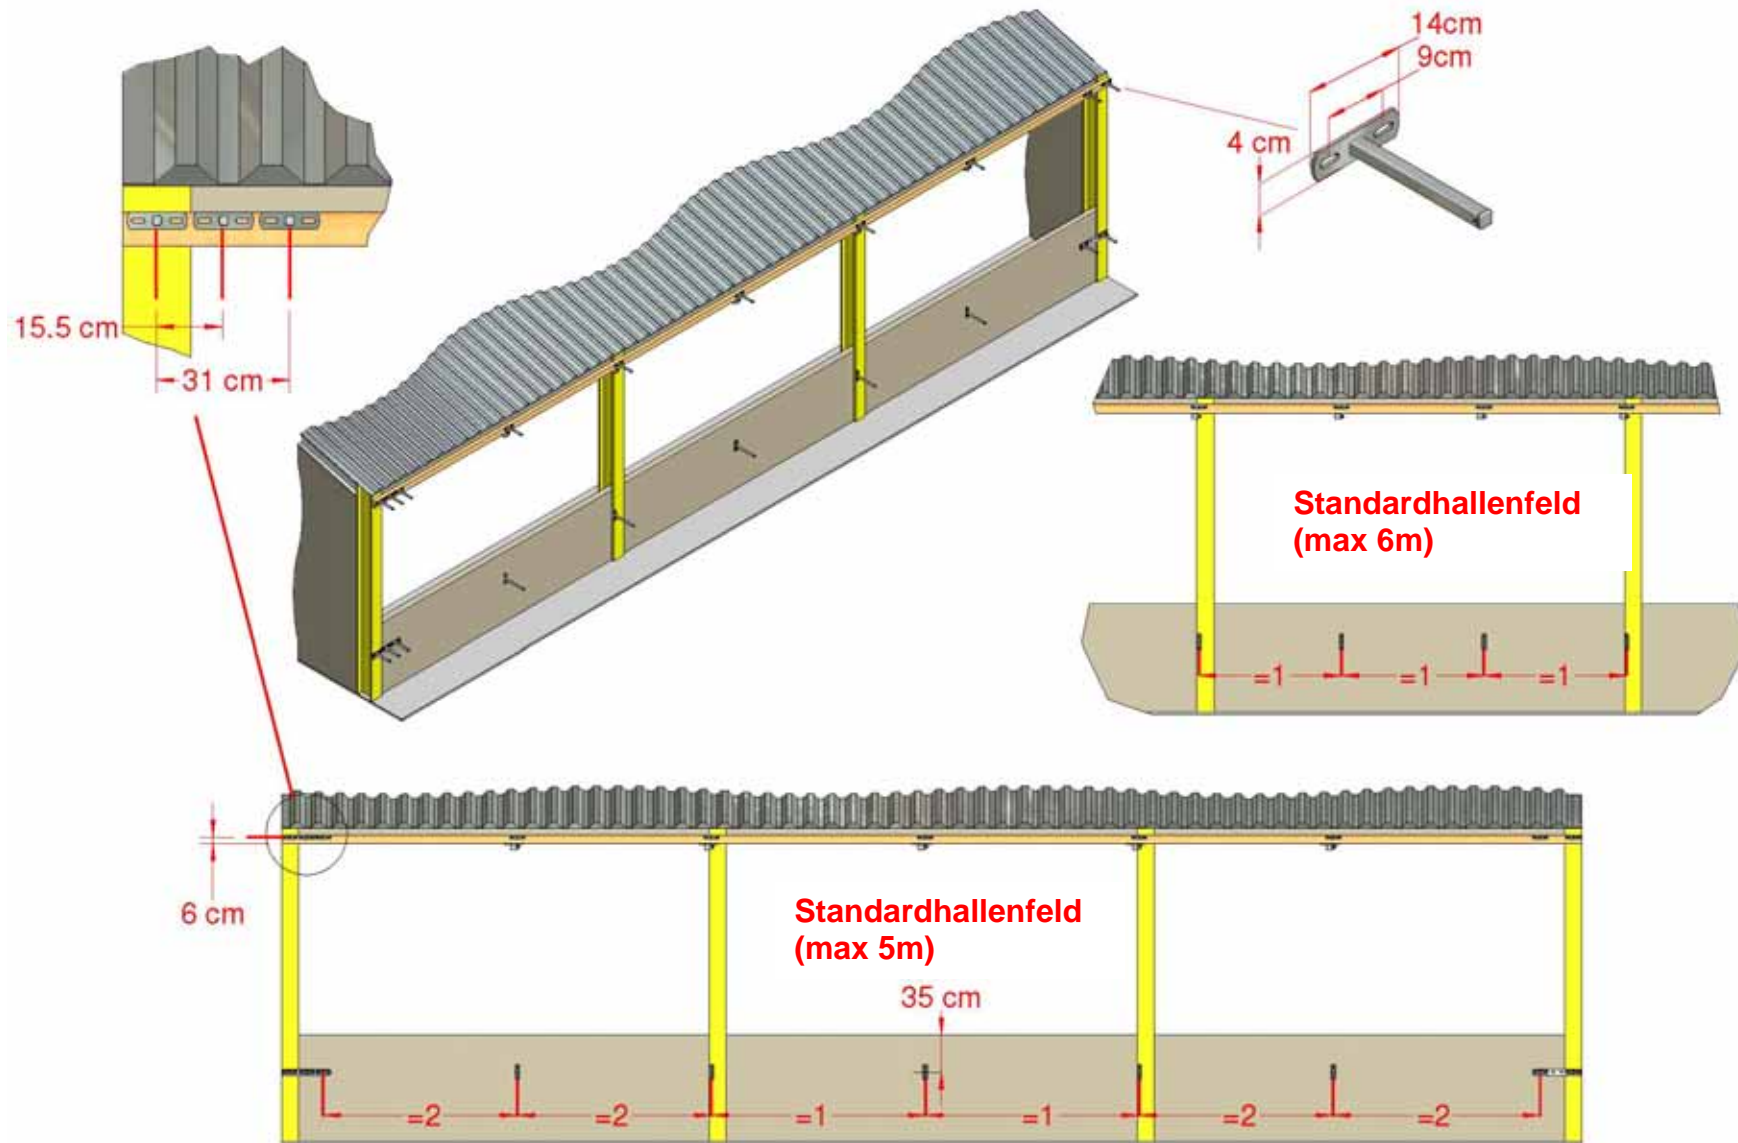 14cm
9cm
4 cm
15.5 cm
31 cm
Standardhallenfeld
(max 6m)
=1
=1
=1
6 cm
Standardhallenfeld
(max 5m)
35 cm
=2
=2
=1
=1
=2
=2